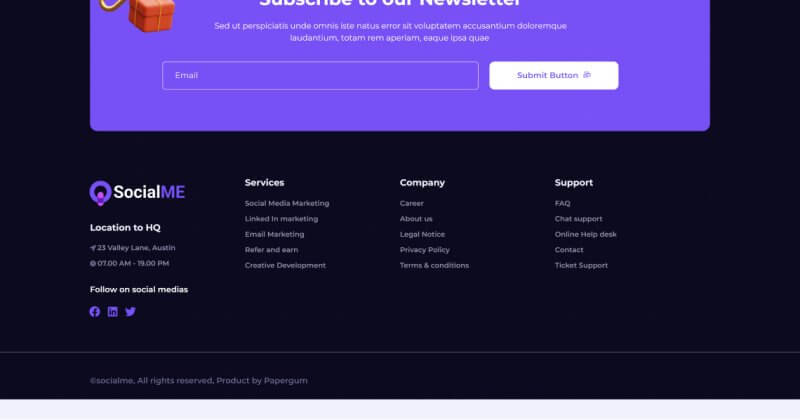 Subscribe to our Newsletter
Sed ut perspiciatis unde omnis iste natus error sit voluptatem accusantium doloremque
laudantium, totam rem aperiam, eaque ipsa quae
Email
Submit Button
SocialME
Location to HQ
23 Valley Lane, Austin
07.00 AM - 19.00 PM
Follow on social medias
Services
Social Media Marketing
Linked In marketing
Email Marketing
Refer and earn
Creative Development
Company
Career
About us
Legal Notice
Privacy Policy
Terms & conditions
Support
FAQ
Chat support
Online Help desk
Contact
Ticket Support
©socialme, All rights reserved, Product by Papergum